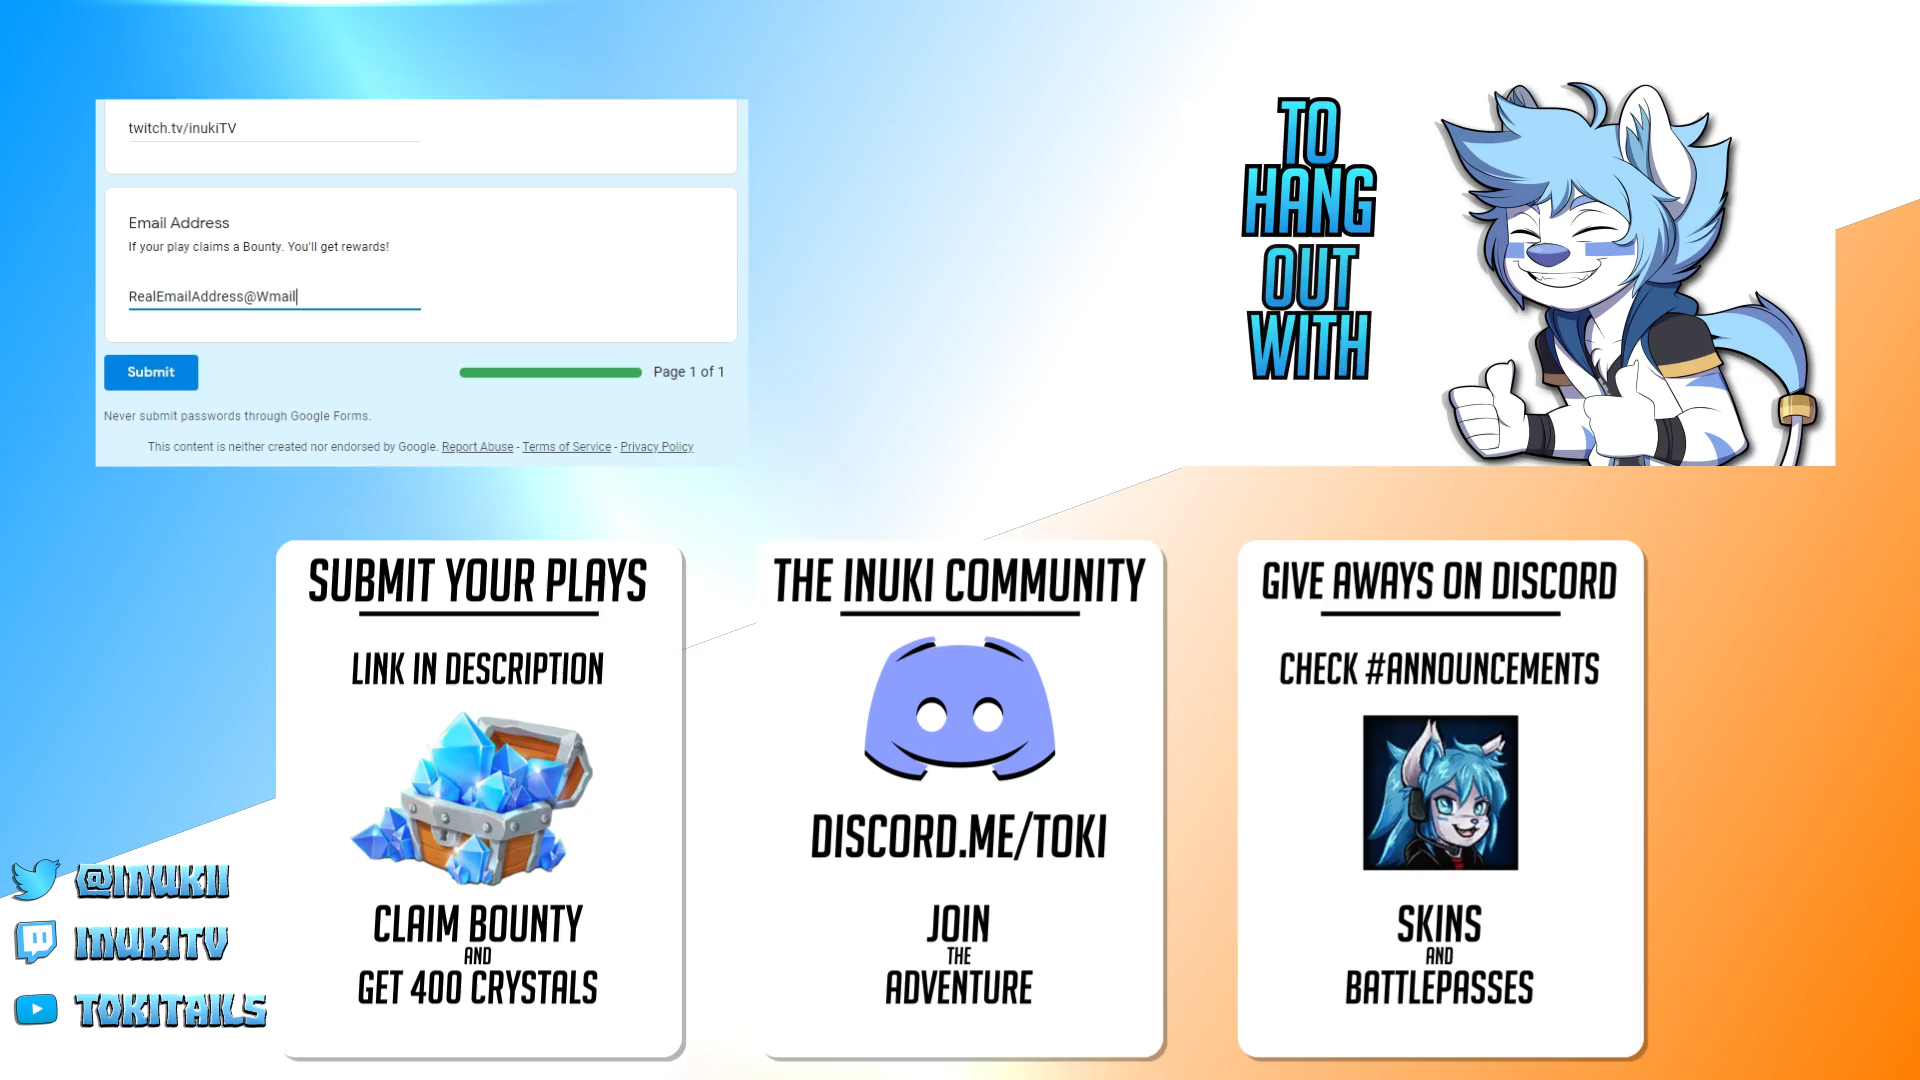 twitch.tv/inukiTV
Email Address
If your play claims a Bounty. You'll get rewards!
RealEmailAddress@Wmail
Submit
Page 1 of 1
Never submit passwords through Google Forms.
This content is neither created nor endorsed by Google. Report Abuse - Terms of Service - Privacy Policy
TO
HANG
OUT
WITH
SUBMIT YOUR PLAYS
LINK IN DESCRIPTION
CLAIM BOUNTY
AND
GET 400 CRYSTALS
THE INUKI COMMUNITY
DISCORD.ME/TOKI
JOIN
THE
ADVENTURE
GIVE AWAYS ON DISCORD
CHECK #ANNOUNCEMENTS
SKINS
AND
BATTLEPASSES
@INUKII
INUKITV
TOKITAILS